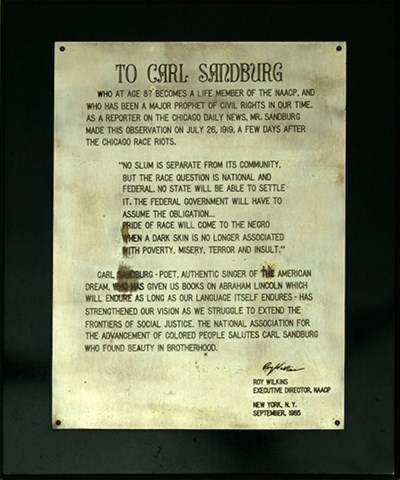 TO CARL SANDBURG
WHO AT AGE 87 BECOMES A LIFE MEMBER OF THE NAACP, AND
WHO HAS BEEN A MAJOR PROPHET OF CIVIL RIGHTS IN OUR TIME.
AS A REPORTER ON THE CHICAGO DAILY NEWS, MR. SANDBURG
MADE THIS OBSERVATION ON JULY 26, 1919, A FEW DAYS AFTER
THE CHICAGO RACE RIOTS.
"NO SLUM IS SEPARATE FROM ITS COMMUNITY.
BUT THE RACE QUESTION IS NATIONAL AND
FEDERAL. NO STATE WILL BE ABLE TO SETTLE
IT. THE FEDERAL GOVERNMENT WILL HAVE TO
ASSUME THE OBLIGATION...
PRIDE OF RACE WILL COME TO THE NEGRO
WHEN A DARK SKIN IS NO LONGER ASSOCIATED
WITH POVERTY, MISERY, TERROR AND INSULT."
CARL SANDBURG - POET, AUTHENTIC SINGER OF THE AMERICAN
DREAM, WHO HAS GIVEN US BOOKS ON ABRAHAM LINCOLN WHICH
WILL ENDURE AS LONG AS OUR LANGUAGE ITSELF ENDURES - HAS
STRENGTHENED OUR VISION AS WE STRUGGLE TO EXTEND THE
FRONTIERS OF SOCIAL JUSTICE. THE NATIONAL ASSOCIATION FOR
THE ADVANCEMENT OF COLORED PEOPLE SALUTES CARL SANDBURG
WHO FOUND BEAUTY IN BROTHERHOOD.
Roy Wilkins
ROY WILKINS
EXECUTIVE DIRECTOR, NAACP
NEW YORK, N. Y.
SEPTEMBER, 1965